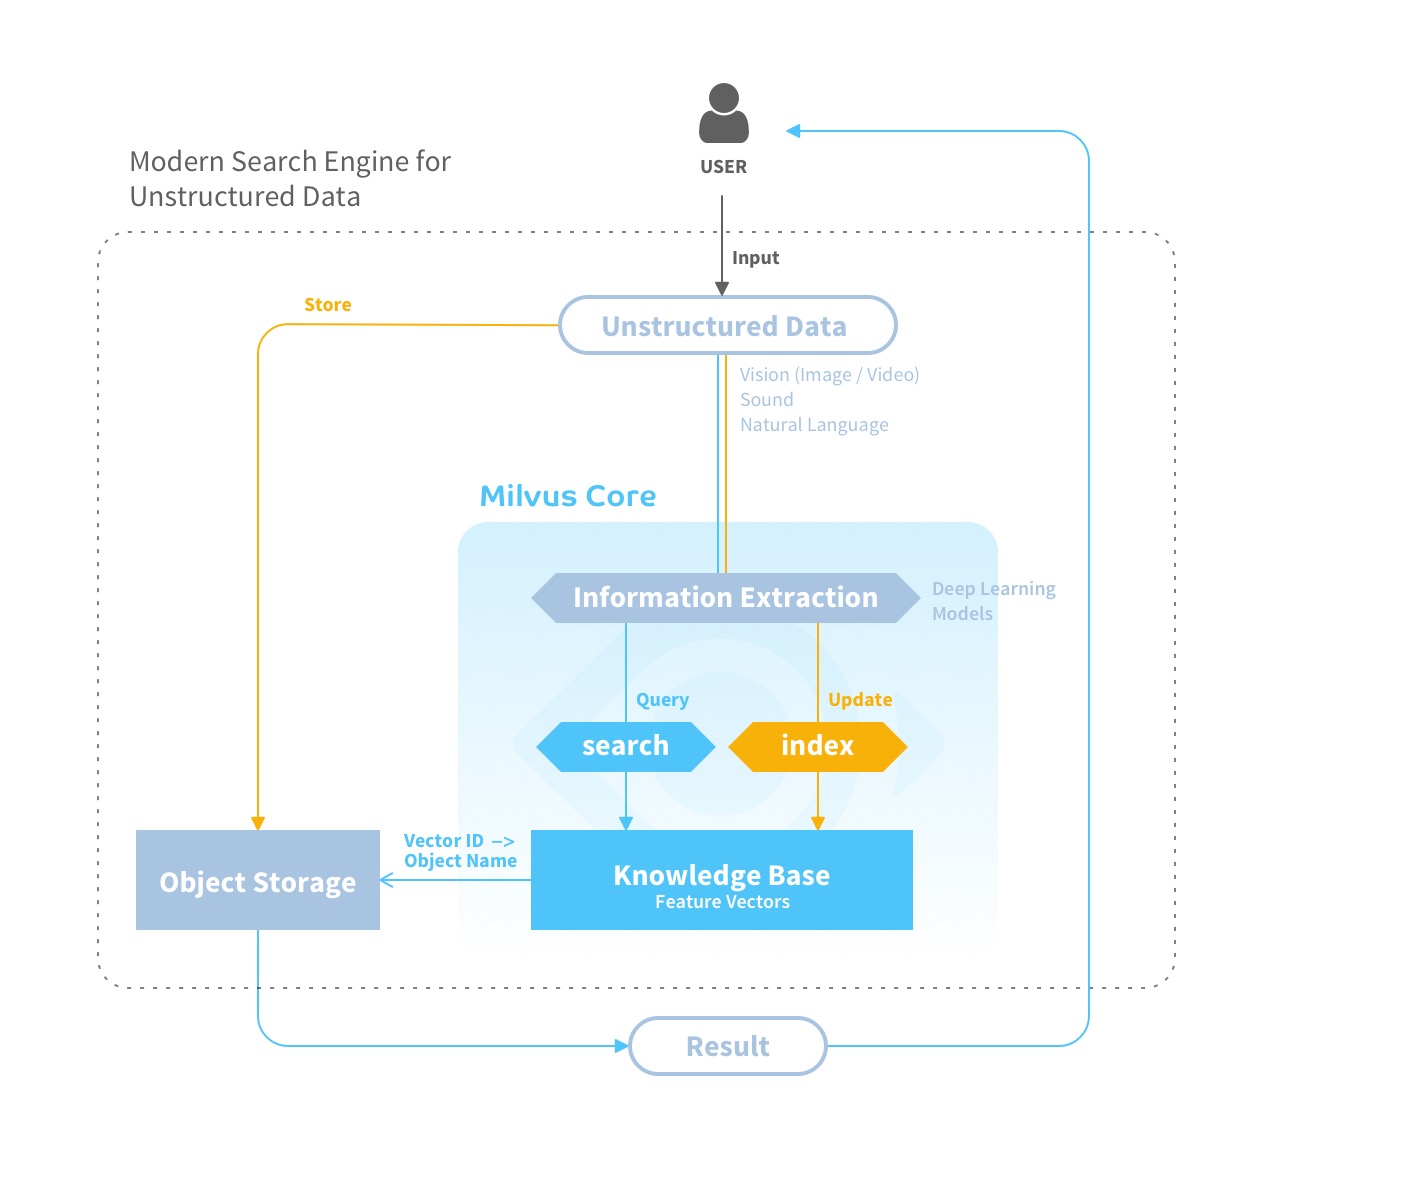 Modern Search Engine for
Unstructured Data
USER
Input
Store
Unstructured Data
Vision (Image / Video)
Sound
Natural Language
Milvus Core
Information Extraction
Deep Learning
Models
Query
Update
search
index
Vector ID -->
Object Name
Object Storage
Knowledge Base
Feature Vectors
Result